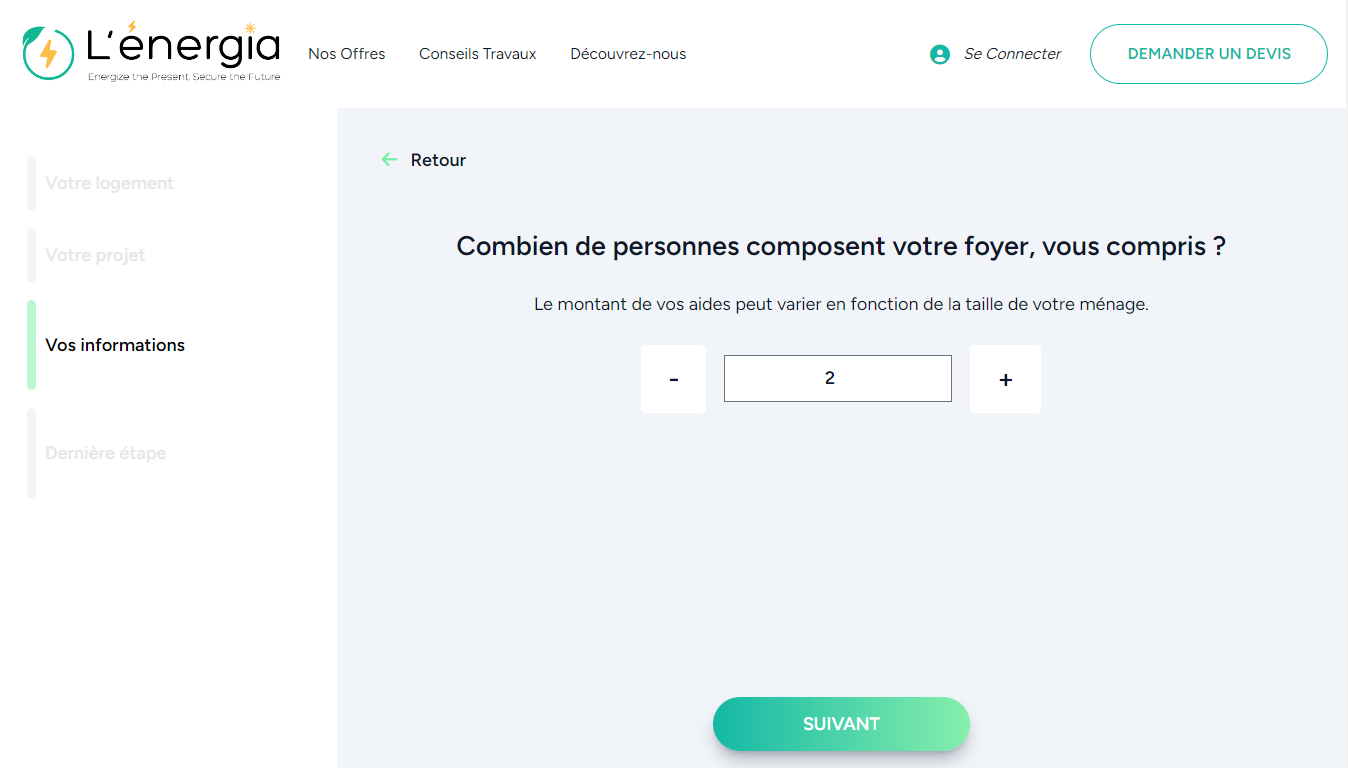 L'énergia
Energize the Present, Secure the Future
Nos Offres
Conseils Travaux
Découvrez-nous
Se Connecter
DEMANDER UN DEVIS
Votre logement
Votre projet
Vos informations
Dernière étape
Retour
Combien de personnes composent votre foyer, vous compris ?
Le montant de vos aides peut varier en fonction de la taille de votre ménage.
- 2 +
SUIVANT